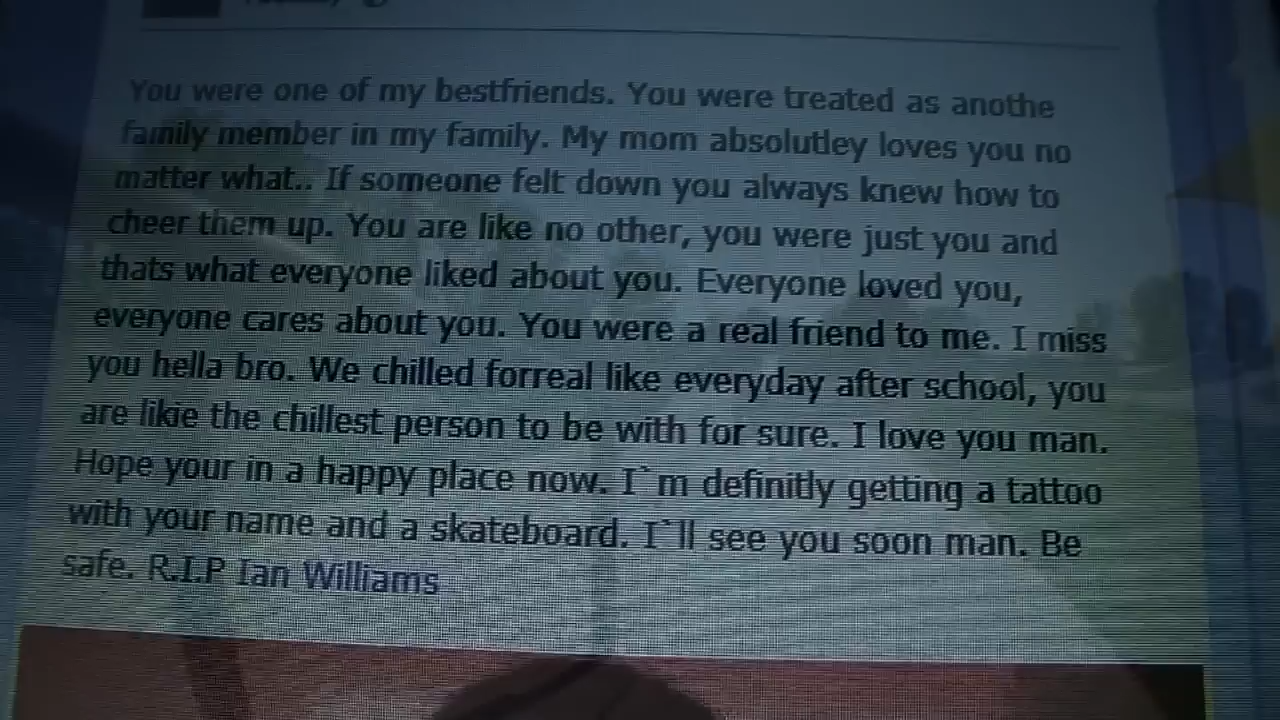 You were one of my bestfriends. You were treated as anothe
family member in my family. My mom absolutley loves you no
matter what.. If someone felt down you always knew how to
cheer them up. You are like no other, you were just you and
thats what everyone liked about you. Everyone loved you,
everyone cares about you. You were a real friend to me. I miss
you hella bro. We chilled forreal like everyday after school, you
are likie the chillest person to be with for sure. I love you man.
Hope your in a happy place now. I`m definitly getting a tattoo
with your name and a skateboard. I`ll see you soon man. Be
safe. R.I.P Ian Williams